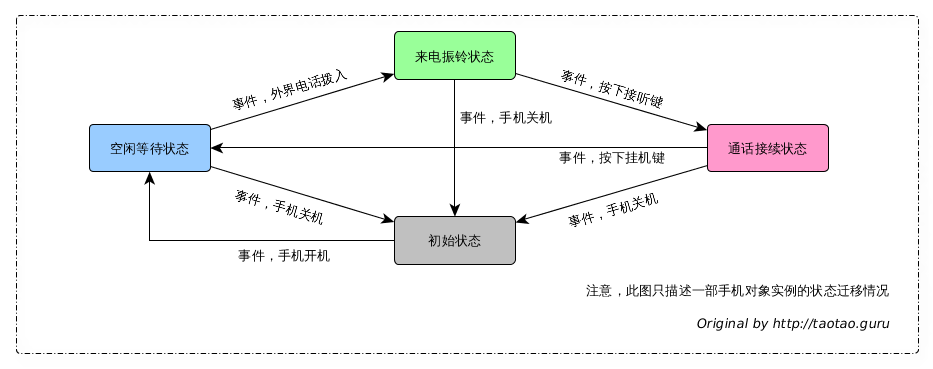 来电振铃状态
事件，外界电话拨入
事件，按下接听键
事件，手机关机
空闲等待状态
通话接续状态
事件，按下挂机键
事件，手机关机
事件，手机关机
初始状态
事件，手机开机
注意，此图只描述一部手机对象实例的状态迁移情况
Original by http://taotao.guru